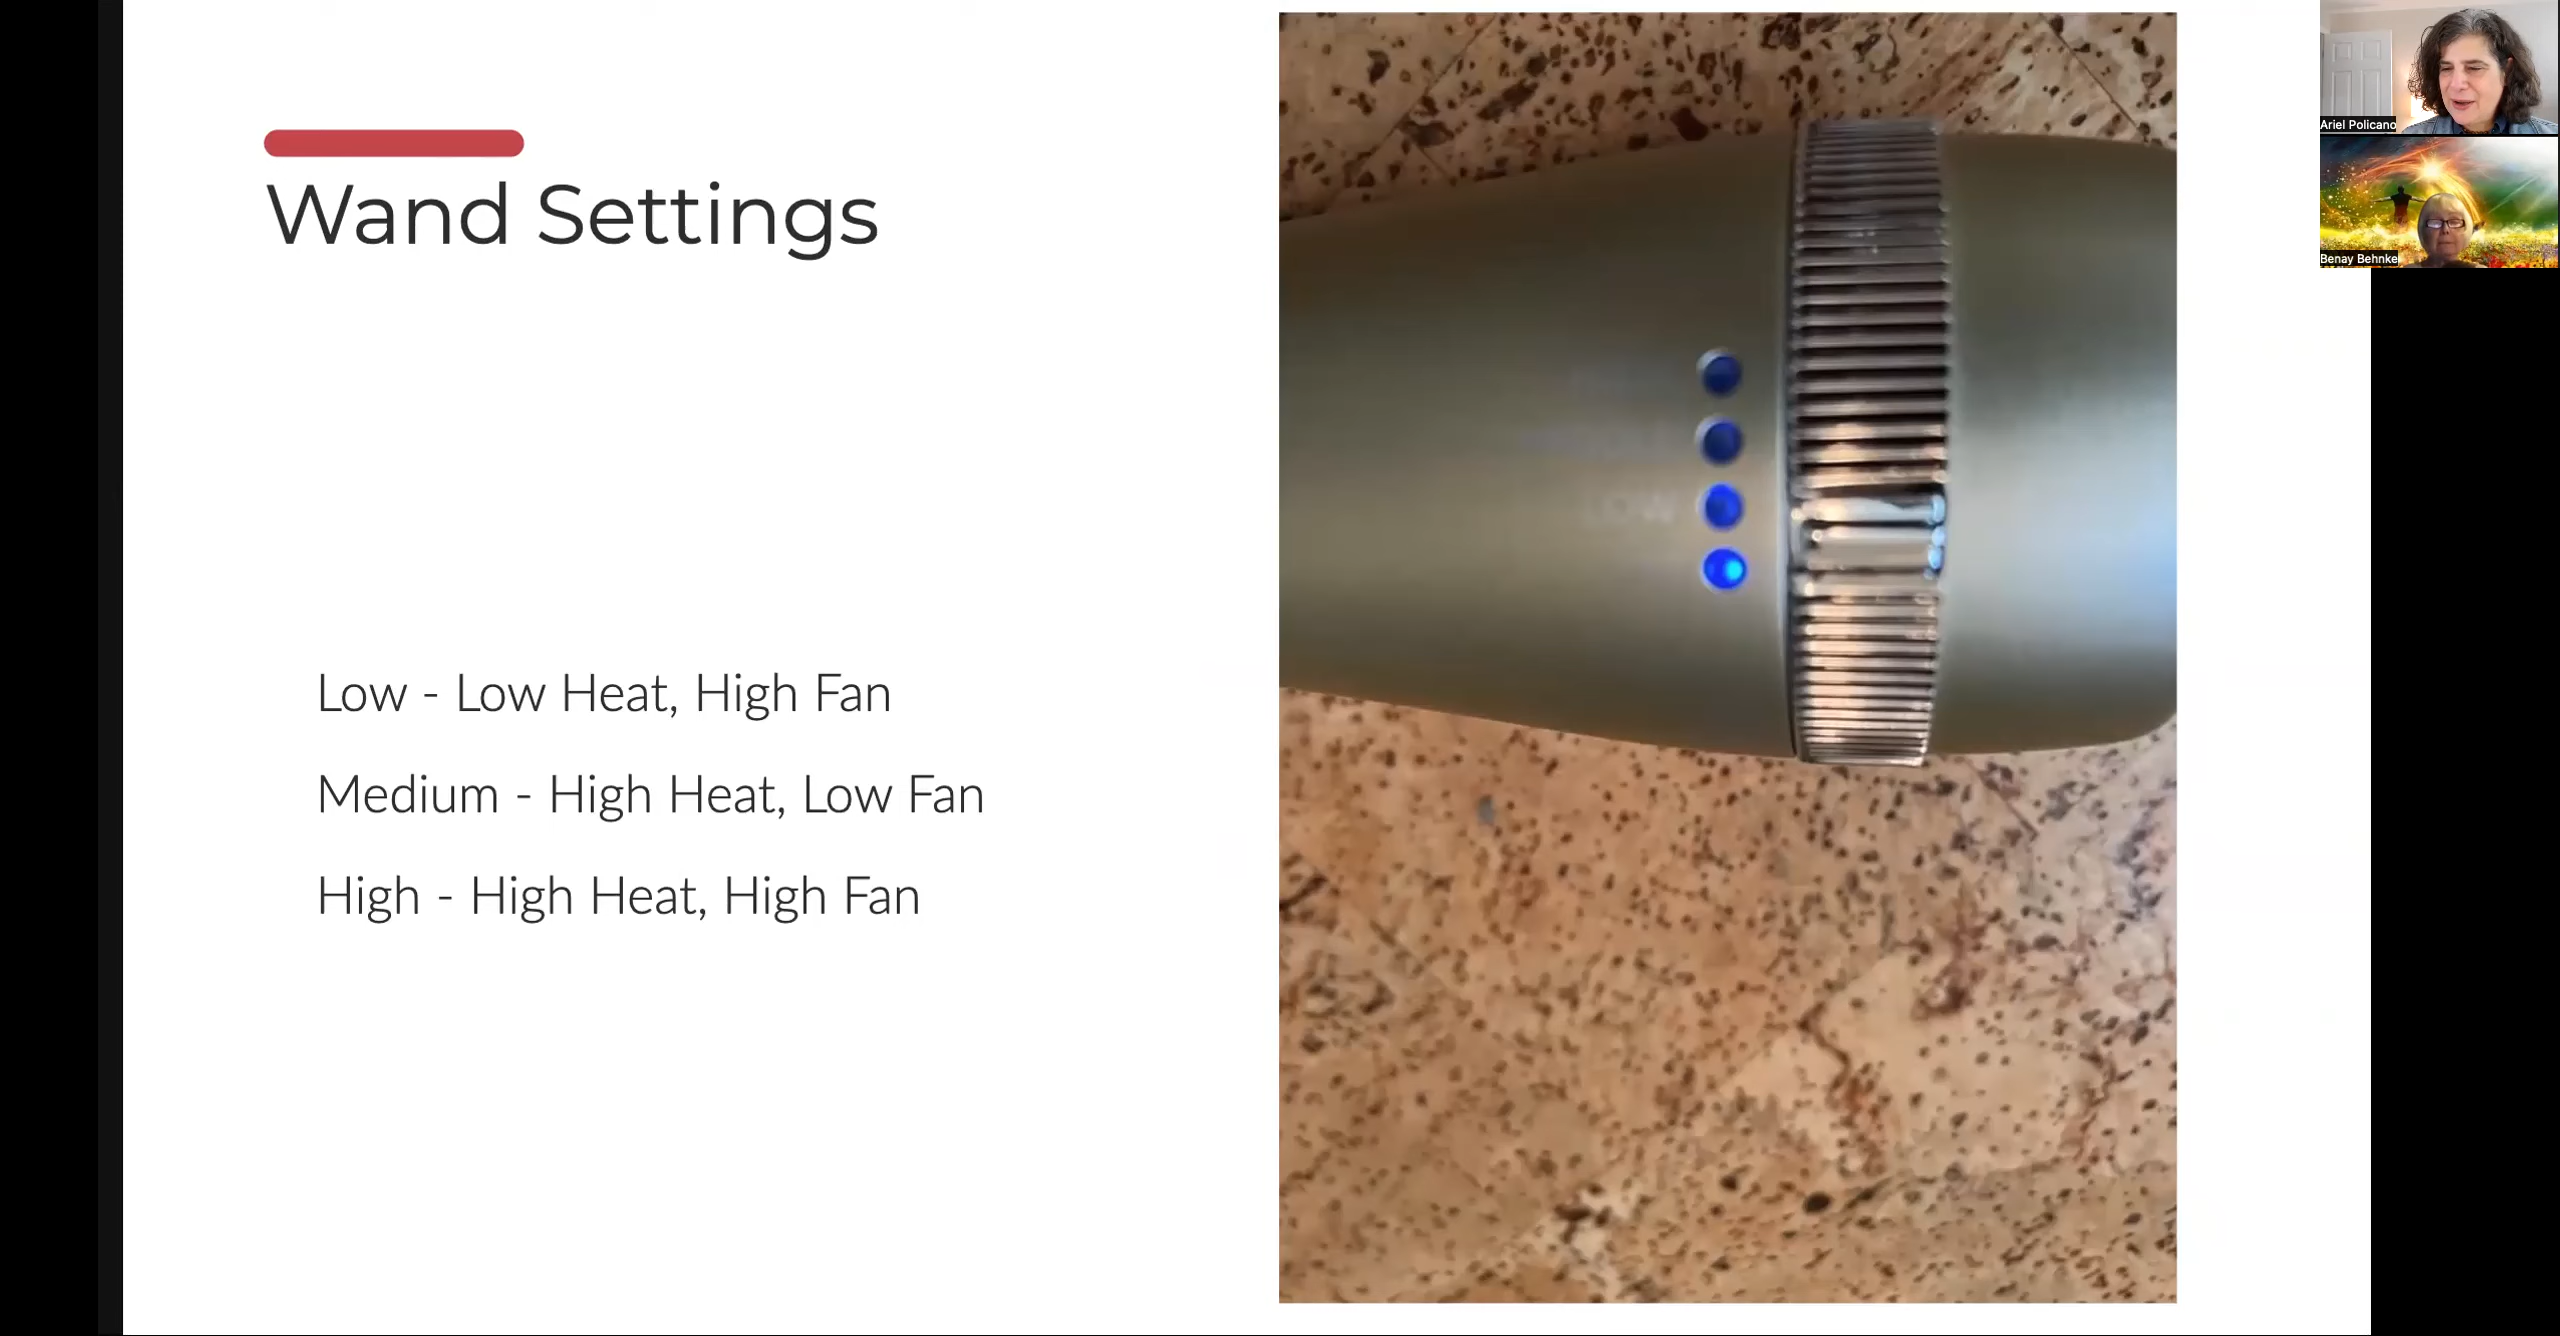 Wand Settings
Low - Low Heat, High Fan
Medium - High Heat, Low Fan
High - High Heat, High Fan
Ariel Policano
Benay Behnke